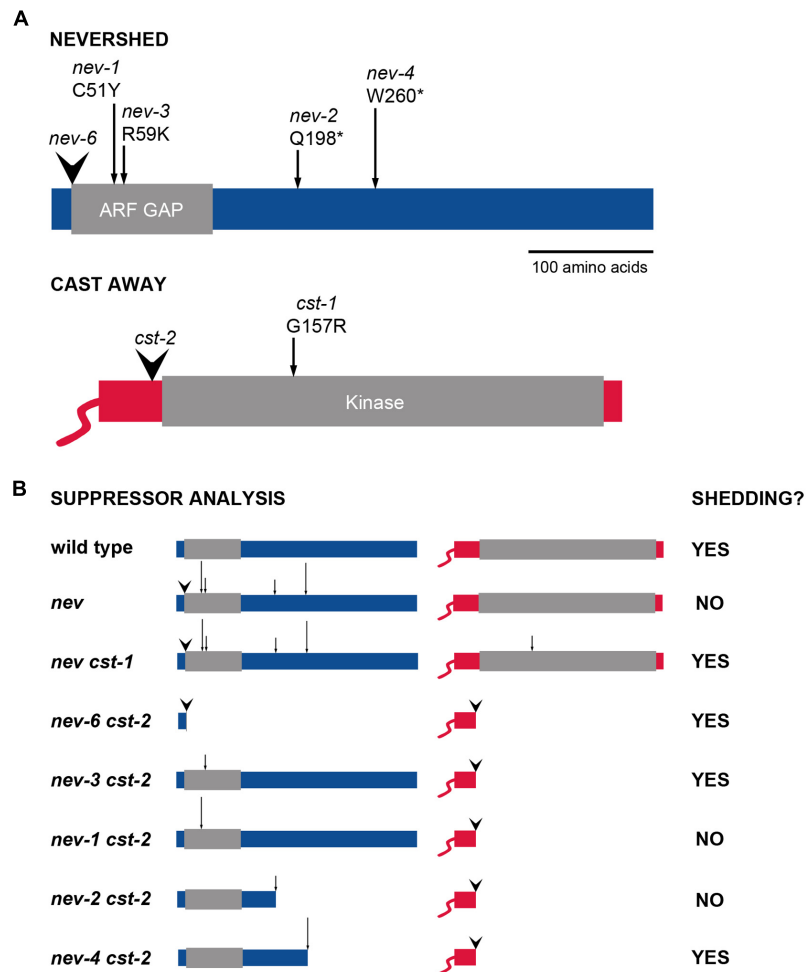 A
NEVERSHED
nev-1
C51Y
nev-3
R59K
nev-6
nev-2
Q198*
nev-4
W260*
ARF GAP
100 amino acids
CAST AWAY
cst-2
cst-1
G157R
Kinase
B
SUPPRESSOR ANALYSIS SHEDDING?
wild type YES
nev NO
nev cst-1 YES
nev-6 cst-2 YES
nev-3 cst-2 YES
nev-1 cst-2 NO
nev-2 cst-2 NO
nev-4 cst-2 YES